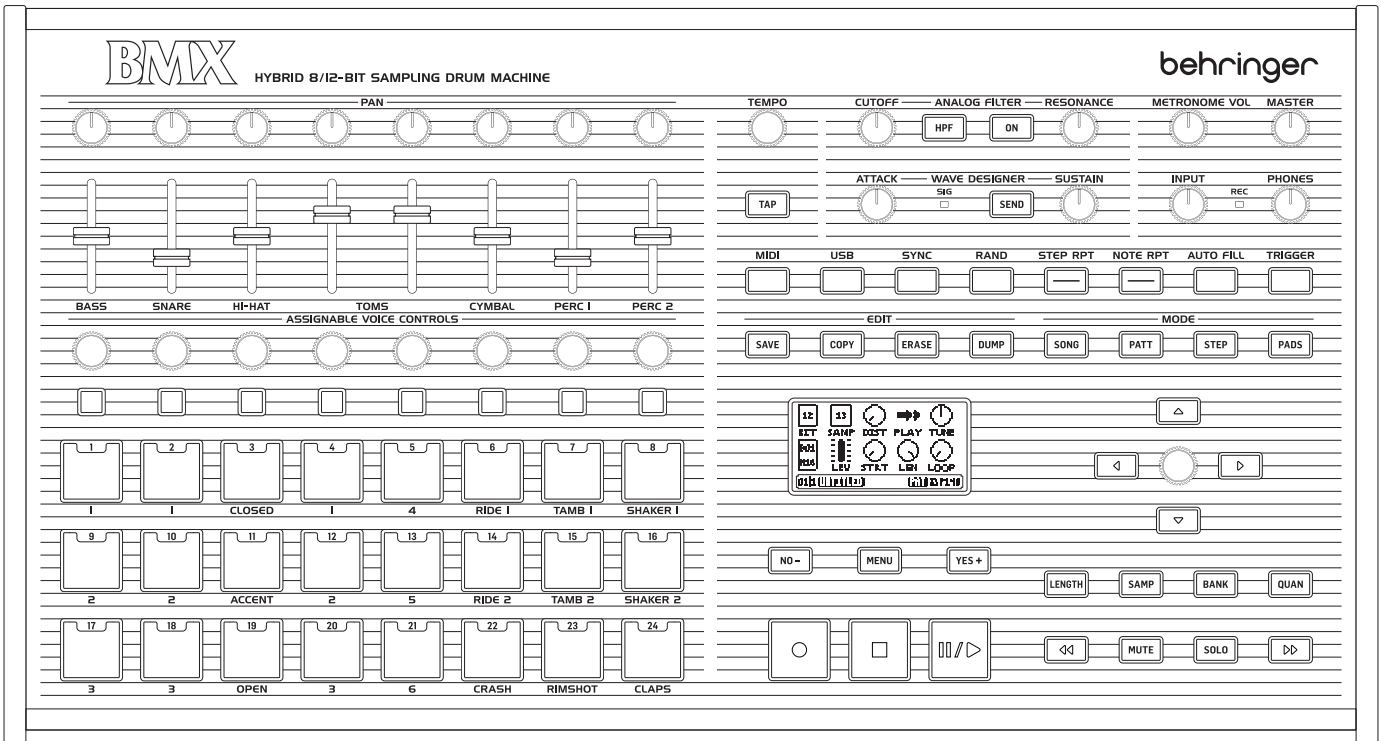 BMX HYBRID 8/12-BIT SAMPLING DRUM MACHINE
behringer
PAN
TEMPO
CUTOFF ANALOG FILTER RESONANCE
METRONOME VOL MASTER
HPF ON
ATTACK WAVE DESIGNER SUSTAIN
INPUT PHONES
SIG
REC
TAP
SEND
MIDI USB SYNC RAND STEP RPT NOTE RPT AUTO FILL TRIGGER
BASS SNARE HI-HAT TOMS CYMBAL PERC 1 PERC 2
ASSIGNABLE VOICE CONTROLS
EDIT MODE
SAVE COPY ERASE DUMP SONG PATT STEP PADS
12 13
BIT SAMP DIST PLAY TUNE
LEV STRT LEN LOOP
1 2 3 4 5 6 7 8
1 1 CLOSED 1 4 RIDE 1 TAMB 1 SHAKER 1
9 10 11 12 13 14 15 16
2 2 ACCENT 2 5 RIDE 2 TAMB 2 SHAKER 2
17 18 19 20 21 22 23 24
3 3 OPEN 3 6 CRASH RIMSHOT CLAPS
NO - MENU YES +
LENGTH SAMP BANK QUAN
MUTE SOLO